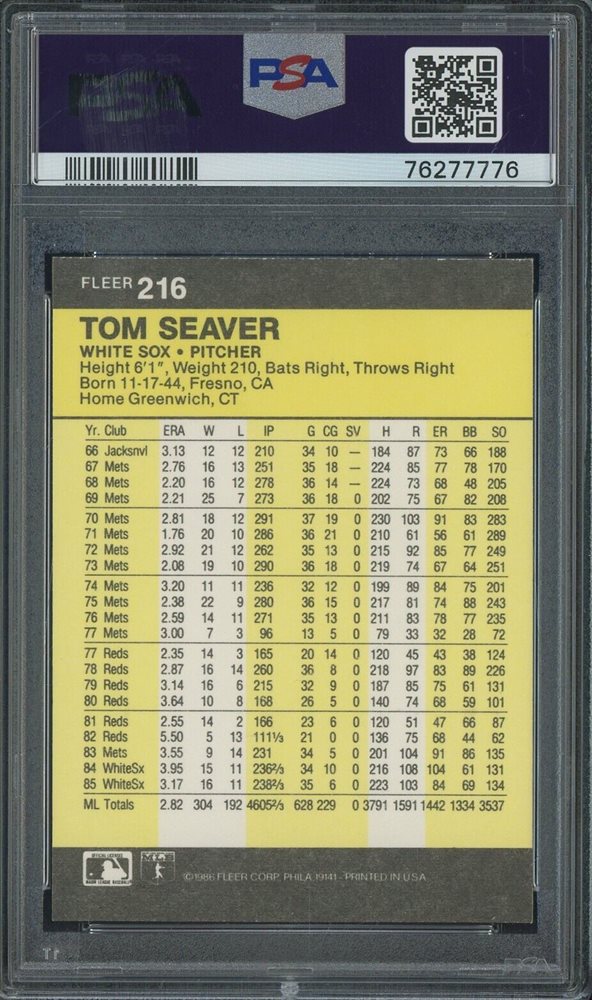 PSA
76277776
FLEER 216
TOM SEAVER
WHITE SOX • PITCHER
Height 6'1", Weight 210, Bats Right, Throws Right
Born 11-17-44, Fresno, CA
Home Greenwich, CT
Yr. Club ERA W L IP G CG SV H R ER BB SO
66 Jacksnvl 3.13 12 12 210 34 10 — 184 87 73 66 188
67 Mets 2.76 16 13 251 35 18 — 224 85 77 78 170
68 Mets 2.20 16 12 278 36 14 — 224 73 68 48 205
69 Mets 2.21 25 7 273 36 18 0 202 75 67 82 208
70 Mets 2.81 18 12 291 37 19 0 230 103 91 83 283
71 Mets 1.76 20 10 286 36 21 0 210 61 56 61 289
72 Mets 2.92 21 12 262 35 13 0 215 92 85 77 249
73 Mets 2.08 19 10 290 36 18 0 219 74 67 64 251
74 Mets 3.20 11 11 236 32 12 0 199 89 84 75 201
75 Mets 2.38 22 9 280 36 15 0 217 81 74 88 243
76 Mets 2.59 14 11 271 35 13 0 211 83 78 77 235
77 Mets 3.00 7 3 96 13 5 0 79 33 32 28 72
77 Reds 2.35 14 3 165 20 14 0 120 45 43 38 124
78 Reds 2.87 16 14 260 36 8 0 218 97 83 89 226
79 Reds 3.14 16 6 215 32 9 0 187 85 75 61 131
80 Reds 3.64 10 8 168 26 5 0 140 74 68 59 101
81 Reds 2.55 14 2 166 23 6 0 120 51 47 66 87
82 Reds 5.50 5 13 111⅓ 21 0 0 136 75 68 44 62
83 Mets 3.55 9 14 231 34 5 0 201 104 91 86 135
84 WhiteSx 3.95 15 11 236⅔ 34 10 0 216 108 104 61 131
85 WhiteSx 3.17 16 11 238⅔ 35 6 0 223 103 84 69 134
ML Totals 2.82 304 192 4605⅔ 628 229 0 3791 1591 1442 1334 3537
©1986 FLEER CORP. PHILA. 19141 - PRINTED IN U.S.A.